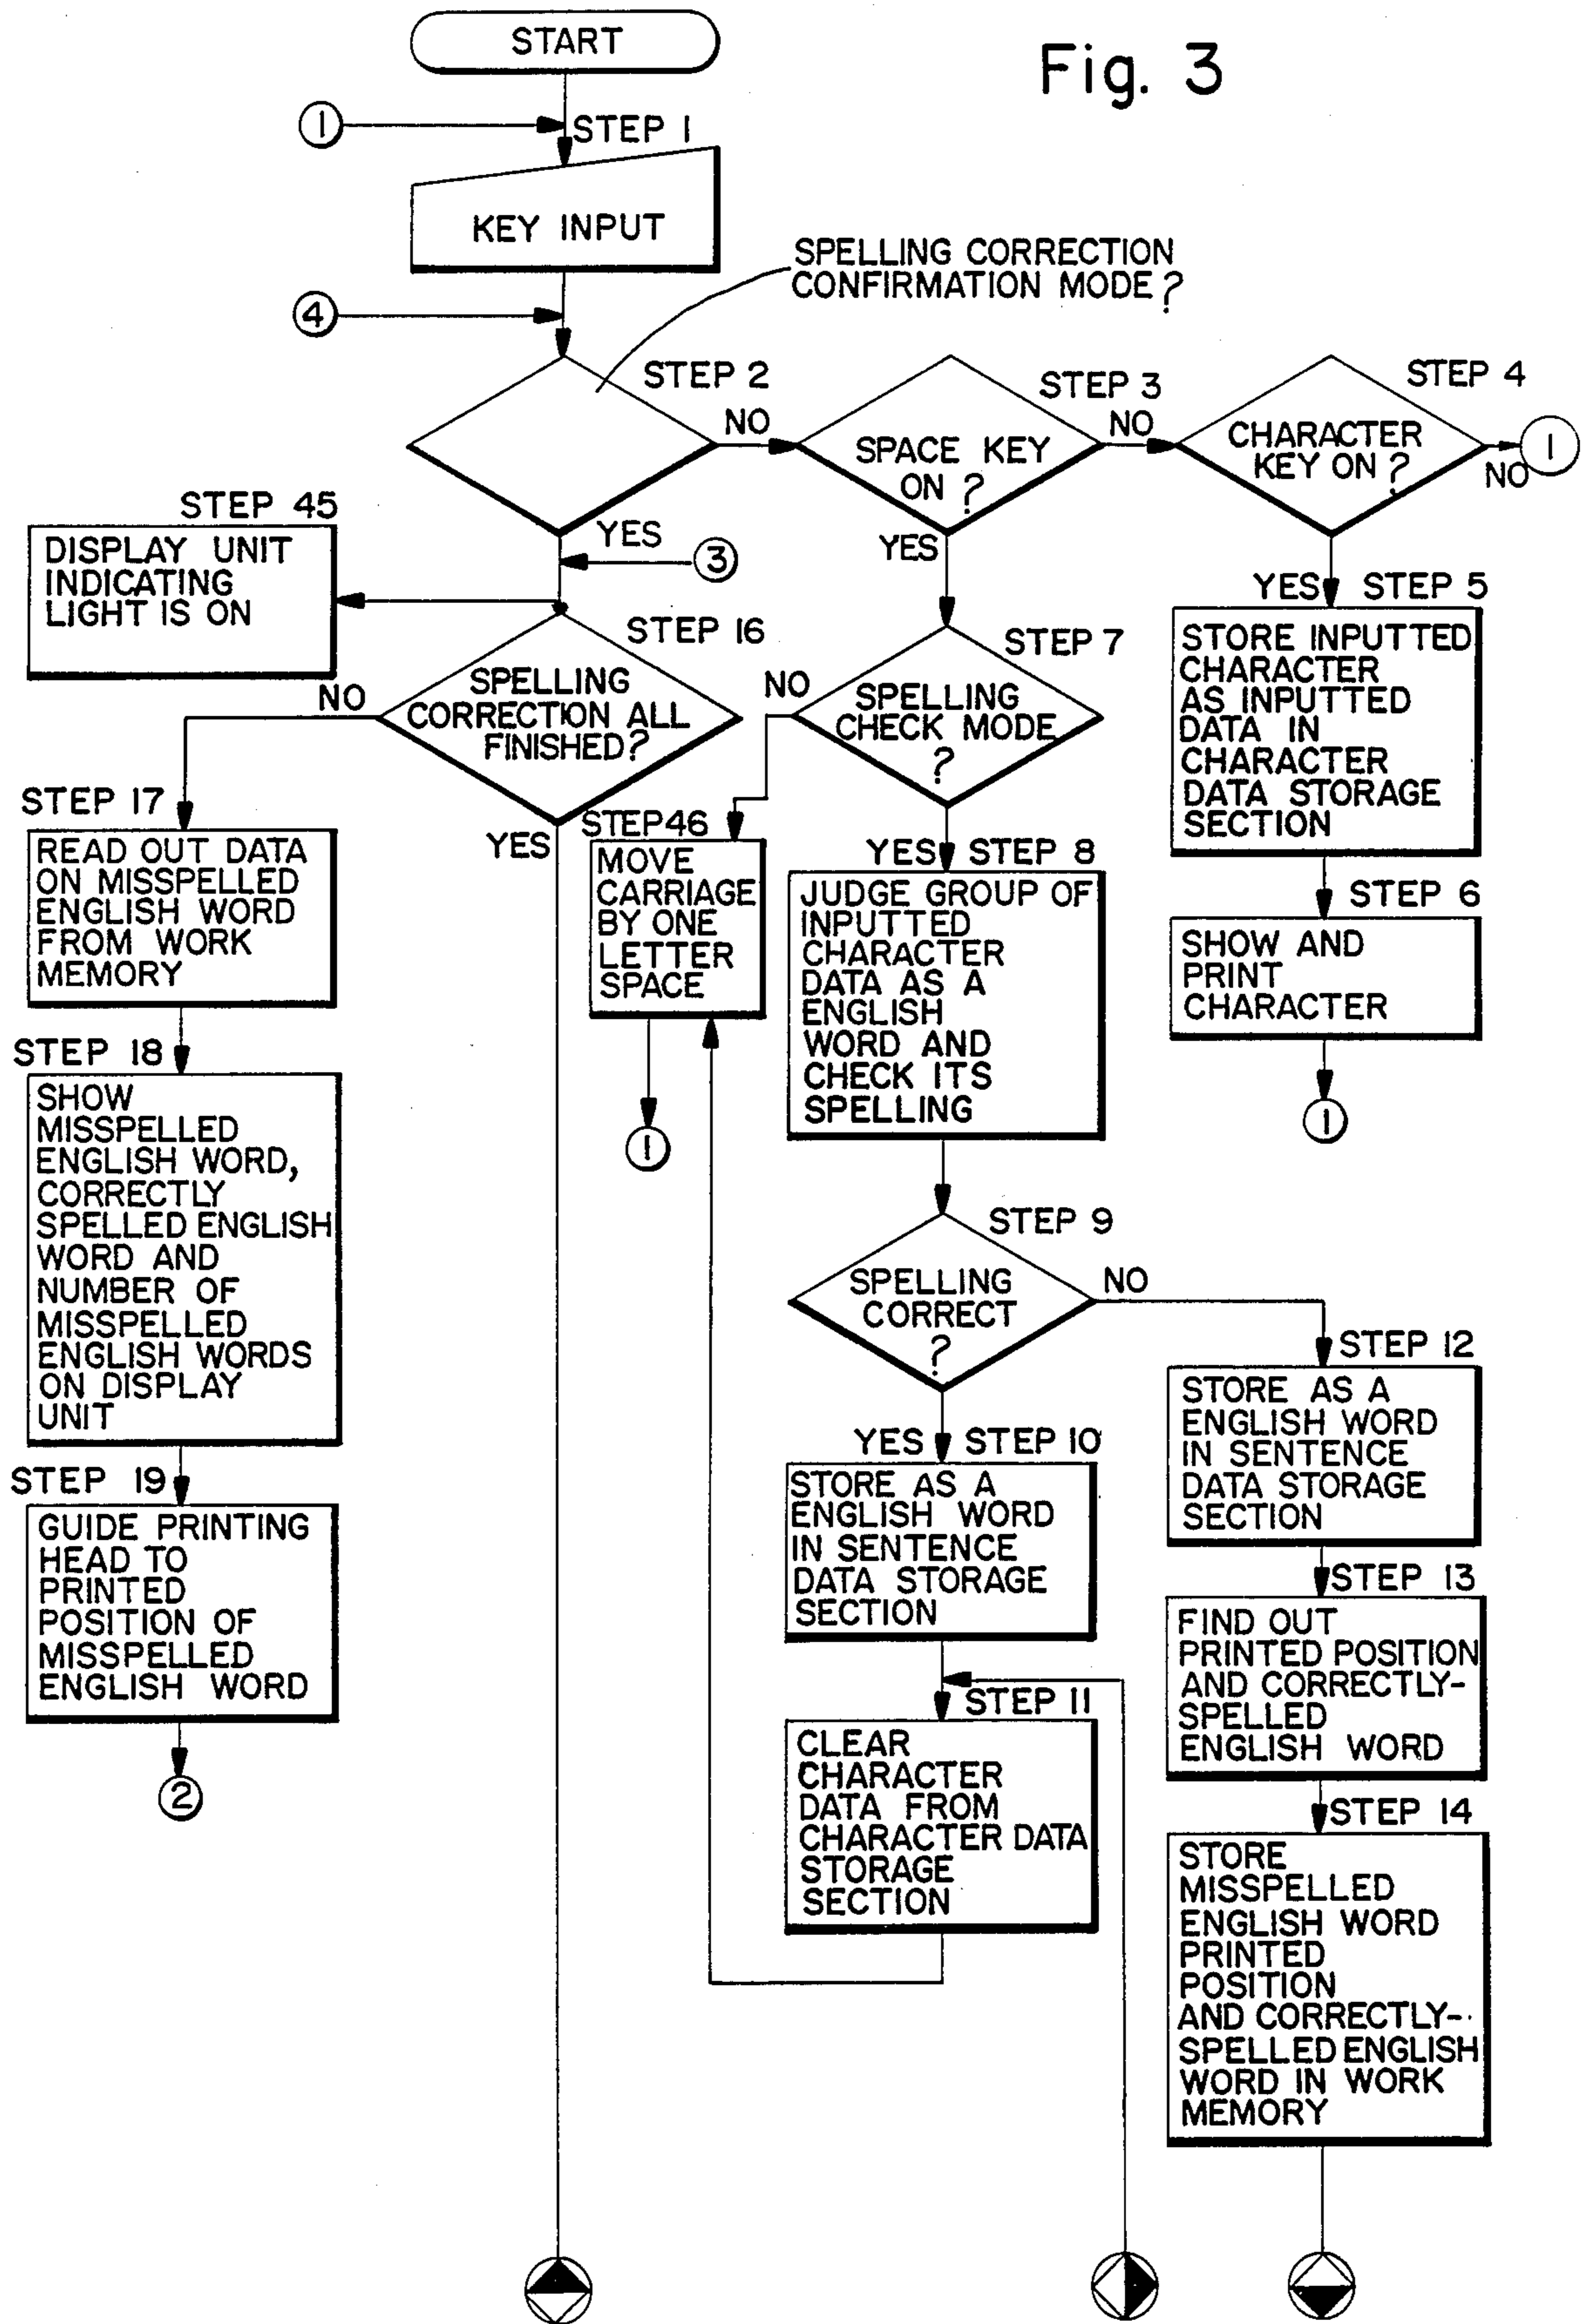 START
Fig. 3
1
STEP 1
KEY INPUT
SPELLING CORRECTION
CONFIRMATION MODE?
4
STEP 2
NO
STEP 3
SPACE KEY
ON ?
NO
STEP 4
CHARACTER
KEY ON ?
NO
1
STEP 45
DISPLAY UNIT
INDICATING
LIGHT IS ON
YES
3
YES
YES
STEP 5
STORE INPUTTED
CHARACTER
AS INPUTTED
DATA IN
CHARACTER
DATA STORAGE
SECTION
STEP 16
SPELLING
CORRECTION ALL
FINISHED?
NO
YES
STEP 7
SPELLING
CHECK MODE
?
NO
STEP 17
READ OUT DATA
ON MISSPELLED
ENGLISH WORD
FROM WORK
MEMORY
STEP46
MOVE
CARRIAGE
BY ONE
LETTER
SPACE
1
YES
STEP 8
JUDGE GROUP OF
INPUTTED
CHARACTER
DATA AS A
ENGLISH
WORD AND
CHECK ITS
SPELLING
STEP 6
SHOW AND
PRINT
CHARACTER
1
STEP 18
SHOW
MISSPELLED
ENGLISH WORD,
CORRECTLY
SPELLED ENGLISH
WORD AND
NUMBER OF
MISSPELLED
ENGLISH WORDS
ON DISPLAY
UNIT
STEP 9
SPELLING
CORRECT
?
NO
STEP 12
STORE AS A
ENGLISH WORD
IN SENTENCE
DATA STORAGE
SECTION
YES
STEP 10
STORE AS A
ENGLISH WORD
IN SENTENCE
DATA STORAGE
SECTION
STEP 19
GUIDE PRINTING
HEAD TO
PRINTED
POSITION OF
MISSPELLED
ENGLISH WORD
2
STEP 13
FIND OUT
PRINTED POSITION
AND CORRECTLY-
SPELLED
ENGLISH WORD
STEP 11
CLEAR
CHARACTER
DATA FROM
CHARACTER DATA
STORAGE
SECTION
STEP 14
STORE
MISSPELLED
ENGLISH WORD
PRINTED
POSITION
AND CORRECTLY-
SPELLED ENGLISH
WORD IN WORK
MEMORY